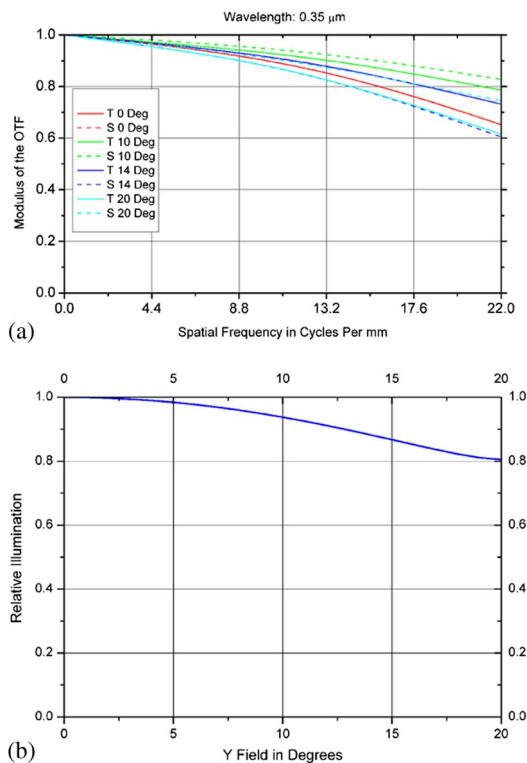 Wavelength: 0.35 μm
1.0
0.8
0.6
0.4
0.2
0.0
Modulus of the OTF
T 0 Deg
S 0 Deg
T 10 Deg
S 10 Deg
T 14 Deg
S 14 Deg
T 20 Deg
S 20 Deg
0.0 4.4 8.8 13.2 17.6 22.0
Spatial Frequency in Cycles Per mm
(a)
0 5 10 15 20
1.0 1.0
0.8 0.8
0.6 0.6
0.4 0.4
0.2 0.2
0.0 0.0
Relative Illumination
0 5 10 15 20
Y Field in Degrees
(b)